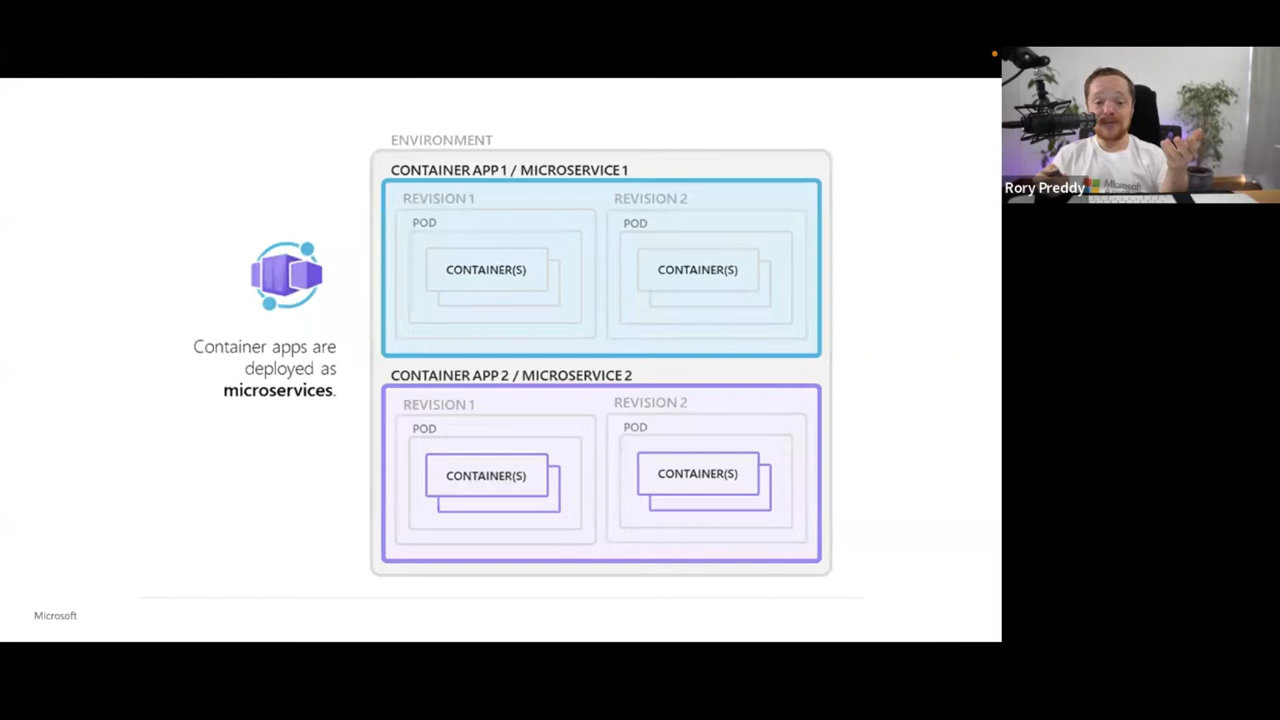 ENVIRONMENT
CONTAINER APP 1 / MICROSERVICE 1
REVISION 1
REVISION 2
POD
POD
CONTAINER(S)
CONTAINER(S)
Container apps are
deployed as
microservices.
CONTAINER APP 2 / MICROSERVICE 2
REVISION 1
REVISION 2
POD
POD
CONTAINER(S)
CONTAINER(S)
Microsoft
Rory Preddy
Microsoft